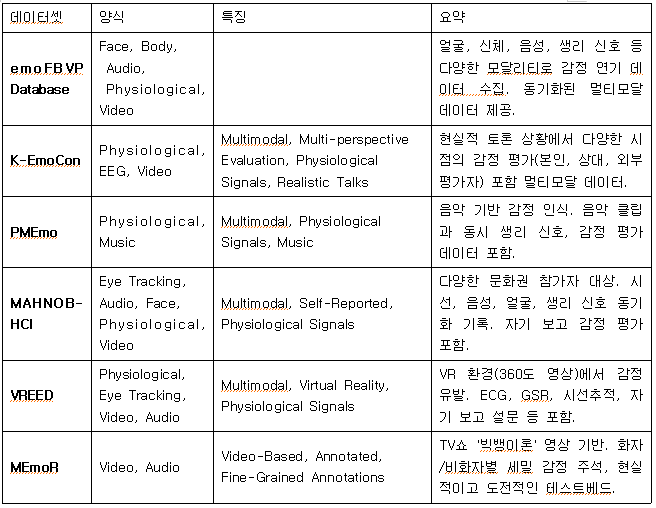 데이터셋 양식 특징 요약
emoFBVP
Database
Face, Body,
Audio,
Physiological,
Video
얼굴, 신체, 음성, 생리 신호 등
다양한 모달리티로 감정 연기 데
이터 수집. 동기화된 멀티모달
데이터 제공.
K-EmoCon
Physiological,
EEG, Video
Multimodal, Multi-perspective
Evaluation, Physiological
Signals, Realistic Talks
현실적 토론 상황에서 다양한 시
점의 감정 평가(본인, 상대, 외부
평가자) 포함 멀티모달 데이터.
PMEmo
Physiological,
Music
Multimodal, Physiological
Signals, Music
음악 기반 감정 인식. 음악 클립
과 동시 생리 신호, 감정 평가
데이터 포함.
MAHNOB-
HCI
Eye Tracking,
Audio, Face,
Physiological,
Video
Multimodal, Self-Reported,
Physiological Signals
다양한 문화권 참가자 대상. 시
선, 음성, 얼굴, 생리 신호 동기
화 기록. 자기 보고 감정 평가
포함.
VREED
Physiological,
Eye Tracking,
Video, Audio
Multimodal, Virtual Reality,
Physiological Signals
VR 환경(360도 영상)에서 감정
유발. ECG, GSR, 시선추적, 자
기 보고 설문 등 포함.
MEmoR
Video, Audio
Video-Based, Annotated,
Fine-Grained Annotations
TV쇼 '빅뱅이론' 영상 기반. 화자
/비화자별 세밀 감정 주석, 현실
적이고 도전적인 테스트베드.